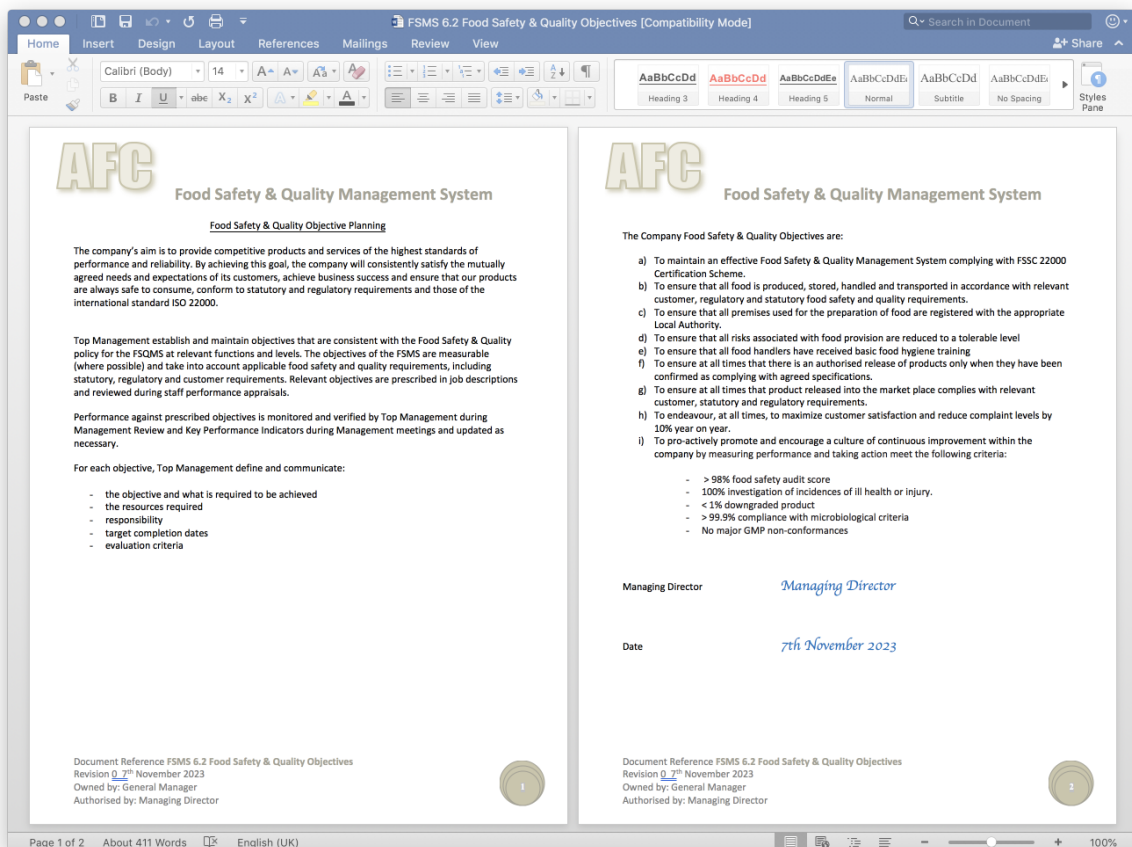 FSMS 6.2 Food Safety & Quality Objectives [Compatibility Mode]
Search in Document
Home Insert Design Layout References Mailings Review View
Share
Paste
Calibri (Body) 14
AaBbCcDd AaBbCcDd AaBbCcDdEe AaBbCcDdEe AaBbCcDd AaBbCcDdEe
Heading 3 Heading 4 Heading 5 Normal Subtitle No Spacing
Styles
Pane
AFC
Food Safety & Quality Management System
Food Safety & Quality Objective Planning
The company's aim is to provide competitive products and services of the highest standards of
performance and reliability. By achieving this goal, the company will consistently satisfy the mutually
agreed needs and expectations of its customers, achieve business success and ensure that our products
are always safe to consume, conform to statutory and regulatory requirements and those of the
international standard ISO 22000.
Top Management establish and maintain objectives that are consistent with the Food Safety & Quality
policy for the FSQMS at relevant functions and levels. The objectives of the FSMS are measurable
(where possible) and take into account applicable food safety and quality requirements, including
statutory, regulatory and customer requirements. Relevant objectives are prescribed in job descriptions
and reviewed during staff performance appraisals.
Performance against prescribed objectives is monitored and verified by Top Management during
Management Review and Key Performance Indicators during Management meetings and updated as
necessary.
For each objective, Top Management define and communicate:
- the objective and what is required to be achieved
- the resources required
- responsibility
- target completion dates
- evaluation criteria
Document Reference FSMS 6.2 Food Safety & Quality Objectives
Revision 0 7th November 2023
Owned by: General Manager
Authorised by: Managing Director
1
AFC
Food Safety & Quality Management System
The Company Food Safety & Quality Objectives are:
a) To maintain an effective Food Safety & Quality Management System complying with FSSC 22000
Certification Scheme.
b) To ensure that all food is produced, stored, handled and transported in accordance with relevant
customer, regulatory and statutory food safety and quality requirements.
c) To ensure that all premises used for the preparation of food are registered with the appropriate
Local Authority.
d) To ensure that all risks associated with food provision are reduced to a tolerable level
e) To ensure that all food handlers have received basic food hygiene training
f) To ensure at all times that there is an authorised release of products only when they have been
confirmed as complying with agreed specifications.
g) To ensure at all times that product released into the market place complies with relevant
customer, statutory and regulatory requirements.
h) To endeavour, at all times, to maximize customer satisfaction and reduce complaint levels by
10% year on year.
i) To pro-actively promote and encourage a culture of continuous improvement within the
company by measuring performance and taking action meet the following criteria:
- > 98% food safety audit score
- 100% investigation of incidences of ill health or injury.
- < 1% downgraded product
- > 99.9% compliance with microbiological criteria
- No major GMP non-conformances
Managing Director Managing Director
Date 7th November 2023
Document Reference FSMS 6.2 Food Safety & Quality Objectives
Revision 0 7th November 2023
Owned by: General Manager
Authorised by: Managing Director
2
Page 1 of 2 About 411 Words English (UK) 100%